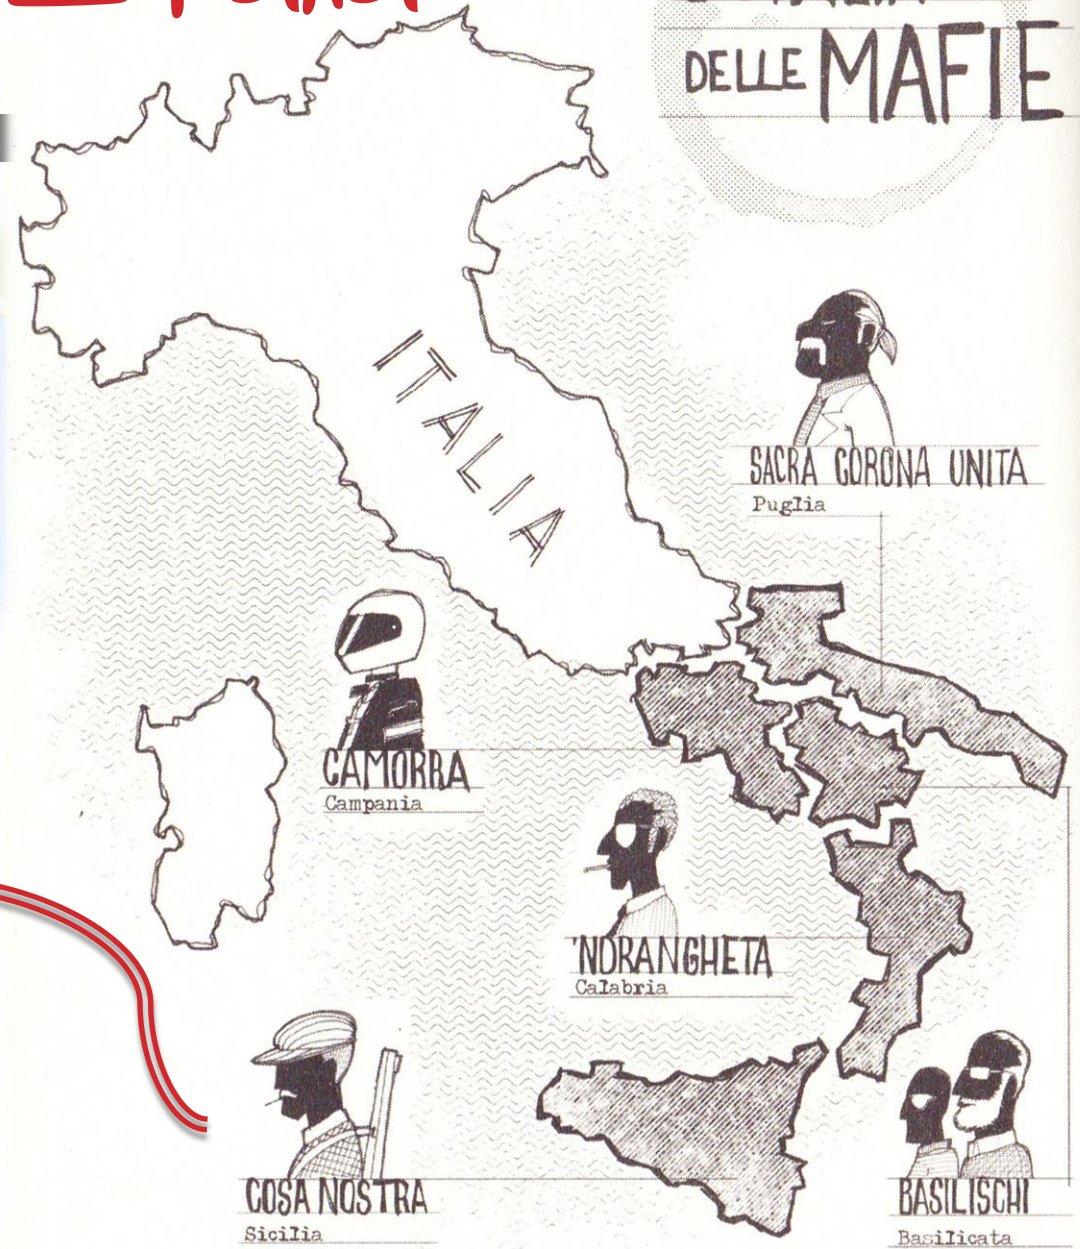 DELLE MAFIE
ITALIA
SACRA CORONA UNITA
Puglia
CAMORRA
Campania
'NDRANGHETA
Calabria
COSA NOSTRA
Sicilia
BASILISCHI
Basilicata